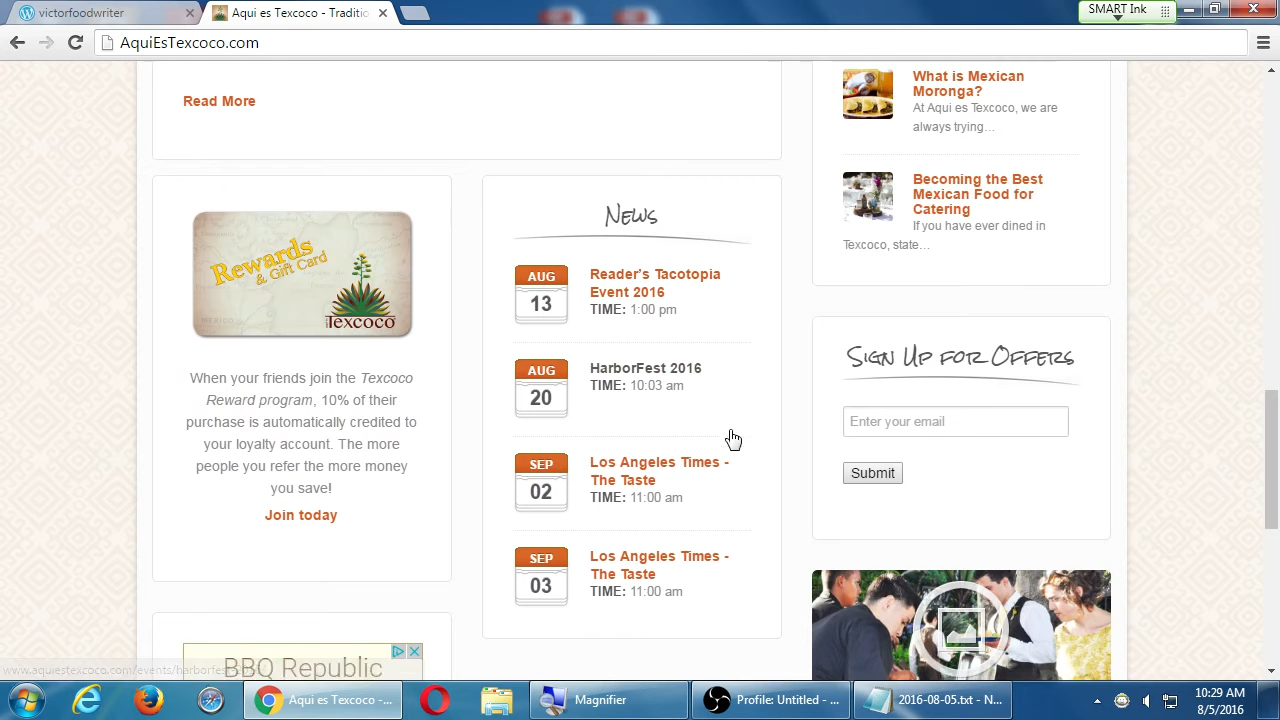 victorfoodwriter
Aqui es Texcoco - Traditio
SMART Ink
AquiEsTexcoco.com
Read More
Rewards
& Gift Card
Texcoco
When your friends join the Texcoco
Reward program, 10% of their
purchase is automatically credited to
your loyalty account. The more
people you refer the more money
you save!
Join today
BBQ Republic
News
AUG
13
Reader's Tacotopia
Event 2016
TIME: 1:00 pm
AUG
20
HarborFest 2016
TIME: 10:03 am
SEP
02
Los Angeles Times -
The Taste
TIME: 11:00 am
SEP
03
Los Angeles Times -
The Taste
TIME: 11:00 am
What is Mexican
Moronga?
At Aqui es Texcoco, we are
always trying…
Becoming the Best
Mexican Food for
Catering
If you have ever dined in
Texcoco, state…
Sign Up for Offers
Enter your email
Submit
Aqui es Texcoco -...
Magnifier
Profile: Untitled - ...
2016-08-05.txt - N...
10:29 AM
8/5/2016